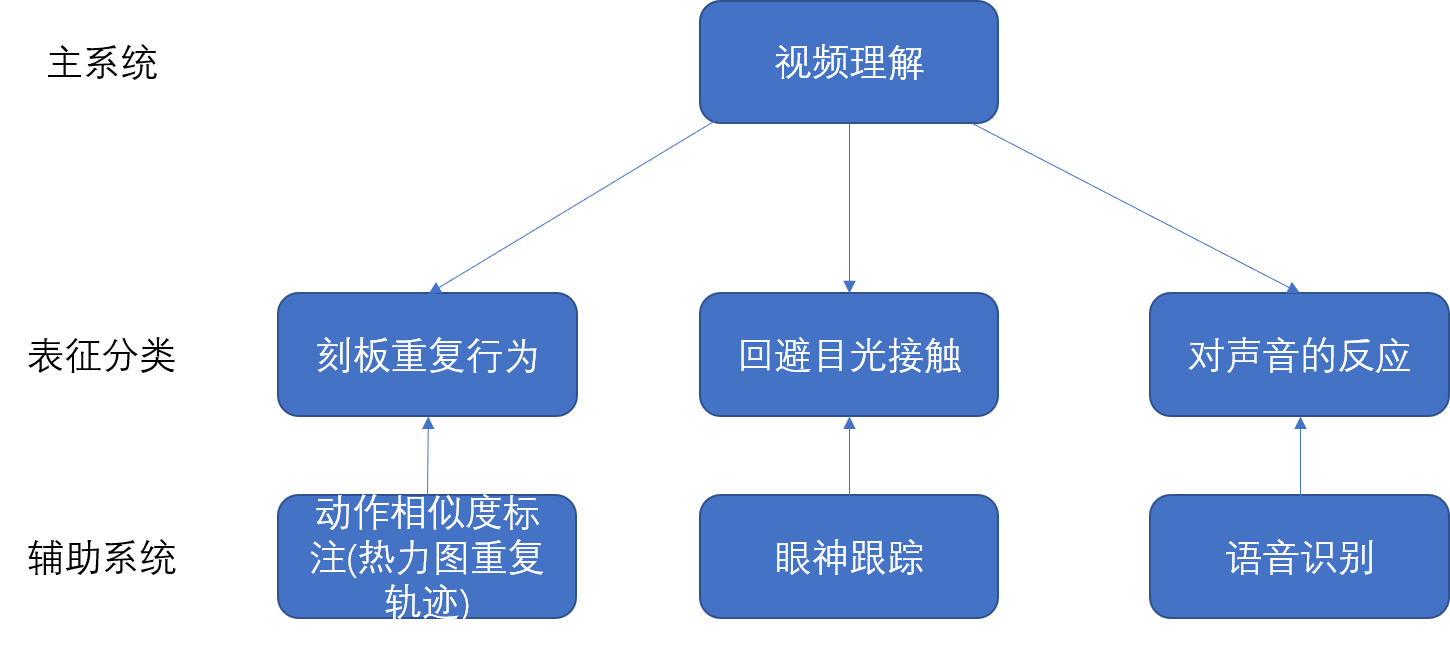 主系统
视频理解
表征分类
刻板重复行为
回避目光接触
对声音的反应
辅助系统
动作相似度标
注(热力图重复
轨迹)
眼神跟踪
语音识别